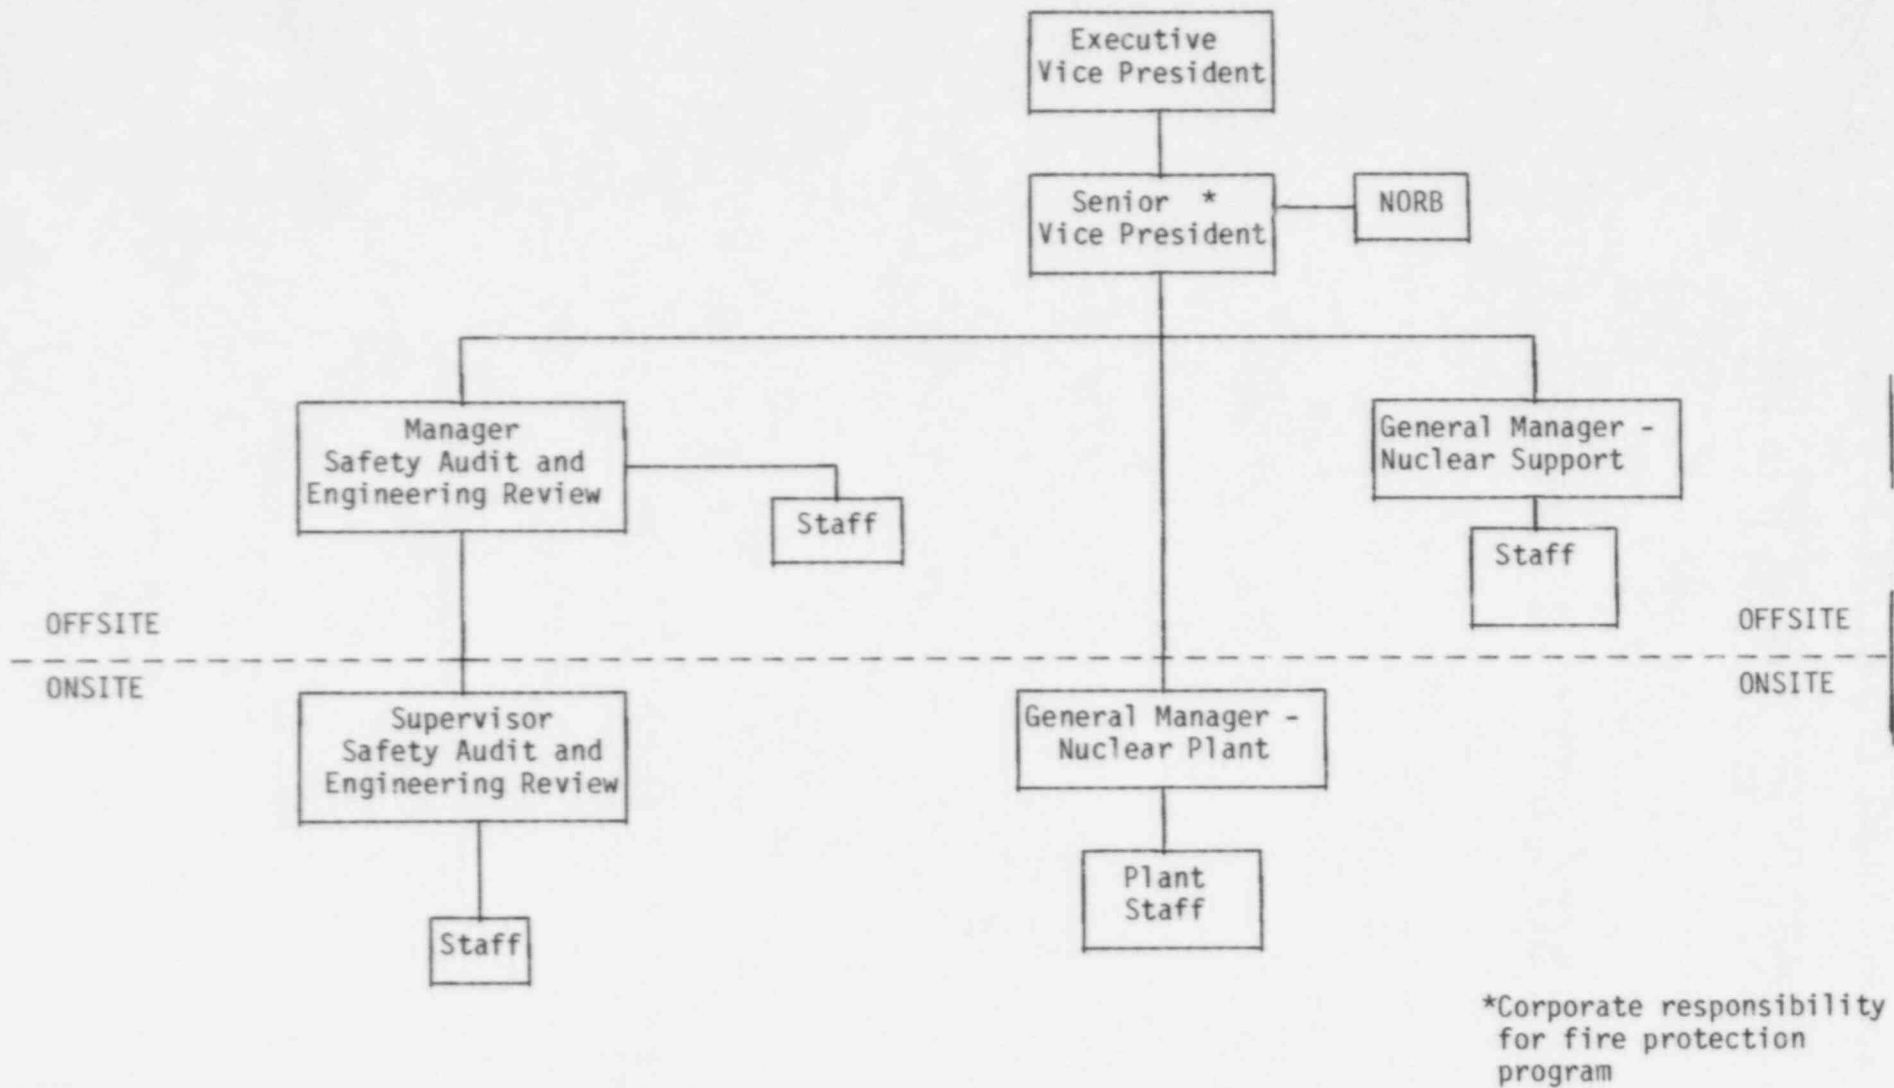 Executive
Vice President
Senior *
Vice President
NORB
Manager
Safety Audit and
Engineering Review
Staff
General Manager -
Nuclear Support
Staff
OFFSITE
OFFSITE
ONSITE
ONSITE
Supervisor
Safety Audit and
Engineering Review
Staff
General Manager -
Nuclear Plant
Plant
Staff
*Corporate responsibility
for fire protection
program